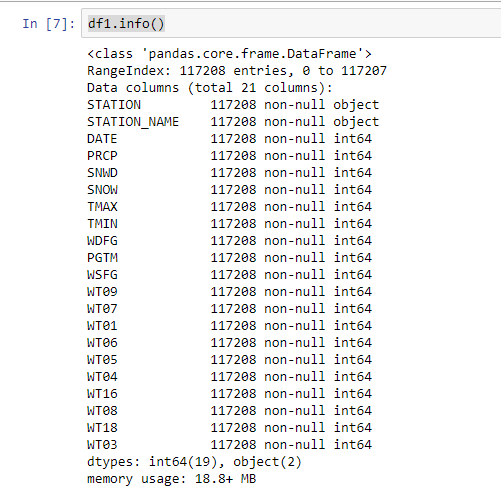 In [7]: df1.info()
<class 'pandas.core.frame.DataFrame'>
RangeIndex: 117208 entries, 0 to 117207
Data columns (total 21 columns):
STATION 117208 non-null object
STATION_NAME 117208 non-null object
DATE 117208 non-null int64
PRCP 117208 non-null int64
SNWD 117208 non-null int64
SNOW 117208 non-null int64
TMAX 117208 non-null int64
TMIN 117208 non-null int64
WDFG 117208 non-null int64
PGTM 117208 non-null int64
WSFG 117208 non-null int64
WT09 117208 non-null int64
WT07 117208 non-null int64
WT01 117208 non-null int64
WT06 117208 non-null int64
WT05 117208 non-null int64
WT04 117208 non-null int64
WT16 117208 non-null int64
WT08 117208 non-null int64
WT18 117208 non-null int64
WT03 117208 non-null int64
dtypes: int64(19), object(2)
memory usage: 18.8+ MB